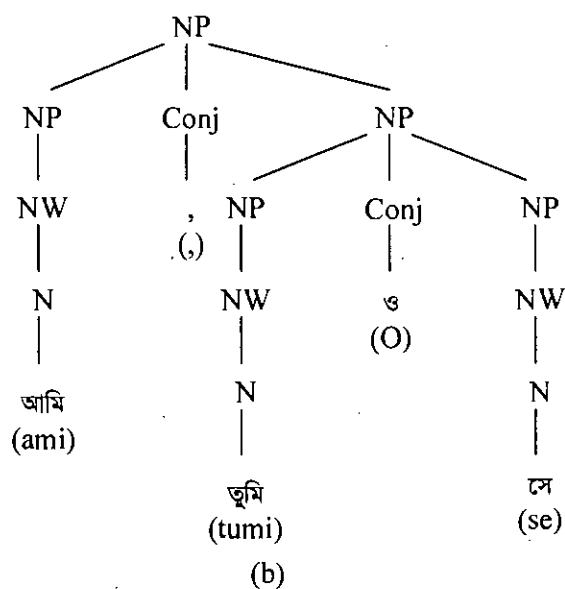 NP
NP Conj NP
NW , NP Conj NP
(,)
N NW ও NW
(O)
আমি N N
(ami)
তুমি সে
(tumi) (se)
(b)